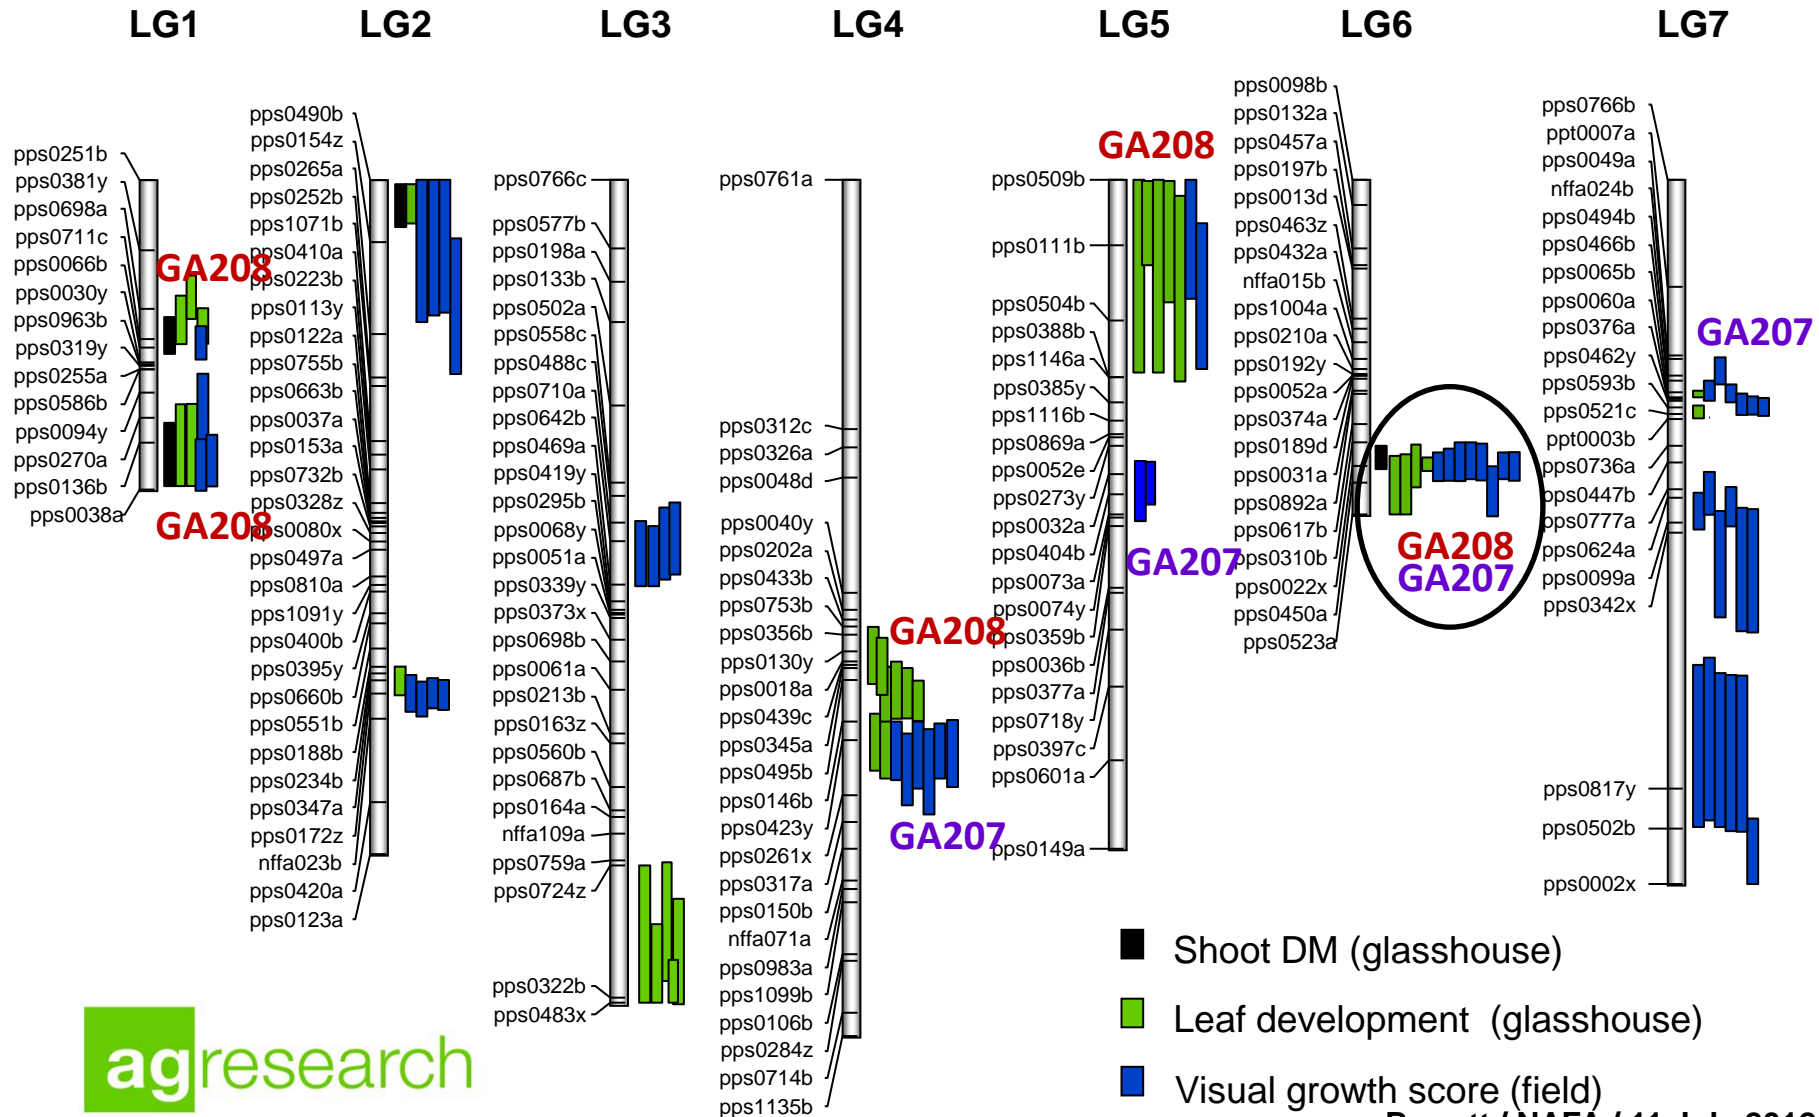 LG1 LG2 LG3 LG4 LG5 LG6 LG7
pps0251b
pps0381y
pps0698a
pps0711c
pps0066b
pps0030y
pps0963b
pps0319y
pps0255a
pps0586b
pps0094y
pps0270a
pps0136b
pps0038a
GA208
GA208
pps0490b
pps0154z
pps0265a
pps0252b
pps1071b
pps0410a
pps0223b
pps0113y
pps0122a
pps0755b
pps0663b
pps0037a
pps0153a
pps0732b
pps0328z
pps0080x
pps0497a
pps0810a
pps1091y
pps0400b
pps0395y
pps0660b
pps0551b
pps0188b
pps0234b
pps0347a
pps0172z
nffa023b
pps0420a
pps0123a
pps0766c
pps0577b
pps0198a
pps0133b
pps0502a
pps0558c
pps0488c
pps0710a
pps0642b
pps0469a
pps0419y
pps0295b
pps0068y
pps0051a
pps0339y
pps0373x
pps0698b
pps0061a
pps0213b
pps0163z
pps0560b
pps0687b
pps0164a
nffa109a
pps0759a
pps0724z
pps0322b
pps0483x
pps0761a
pps0312c
pps0326a
pps0048d
pps0040y
pps0202a
pps0433b
pps0753b
pps0356b
pps0130y
pps0018a
pps0439c
pps0345a
pps0495b
pps0146b
pps0423y
pps0261x
pps0317a
pps0150b
nffa071a
pps0983a
pps1099b
pps0106b
pps0284z
pps0714b
pps1135b
GA208
GA207
GA208
pps0509b
pps0111b
pps0504b
pps0388b
pps1146a
pps0385y
pps1116b
pps0869a
pps0052e
pps0273y
pps0032a
pps0404b
pps0073a
pps0074y
pps0359b
pps0036b
pps0377a
pps0718y
pps0397c
pps0601a
pps0149a
GA207
pps0098b
pps0132a
pps0457a
pps0197b
pps0013d
pps0463z
pps0432a
nffa015b
pps1004a
pps0210a
pps0192y
pps0052a
pps0374a
pps0189d
pps0031a
pps0892a
pps0617b
pps0310b
pps0022x
pps0450a
pps0523a
GA208
GA207
pps0766b
ppt0007a
pps0049a
nffa024b
pps0494b
pps0466b
pps0065b
pps0060a
pps0376a
pps0462y
pps0593b
pps0521c
ppt0003b
pps0736a
pps0447b
pps0777a
pps0624a
pps0099a
pps0342x
pps0817y
pps0502b
pps0002x
GA207
Shoot DM (glasshouse)
Leaf development (glasshouse)
Visual growth score (field)
agresearch